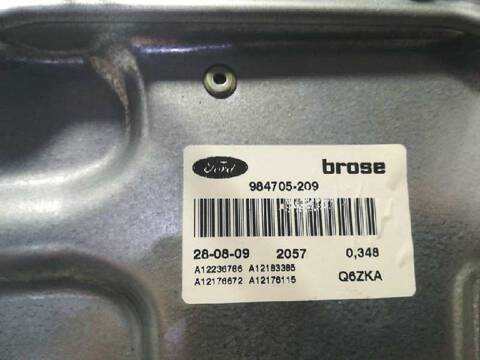 Ford brose
984705-209
28-08-09 2057 0,348
A12236766 A12183385
A12176672 A12176115 Q6ZKA